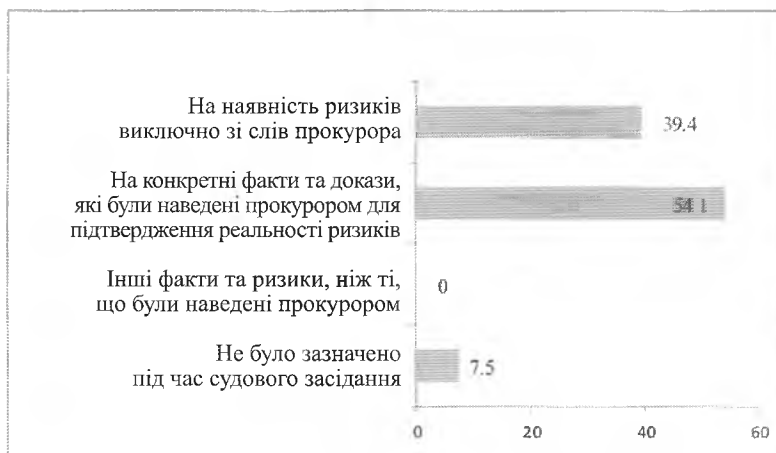 На наявність ризиків
виключно зі слів прокурора
39.4
На конкретні факти та докази,
які були наведені прокурором для
підтвердження реальності ризиків
54 1
Інші факти та ризики, ніж ті,
що були наведені прокурором
0
Не було зазначено
під час судового засідання
7.5
0 20 40 60